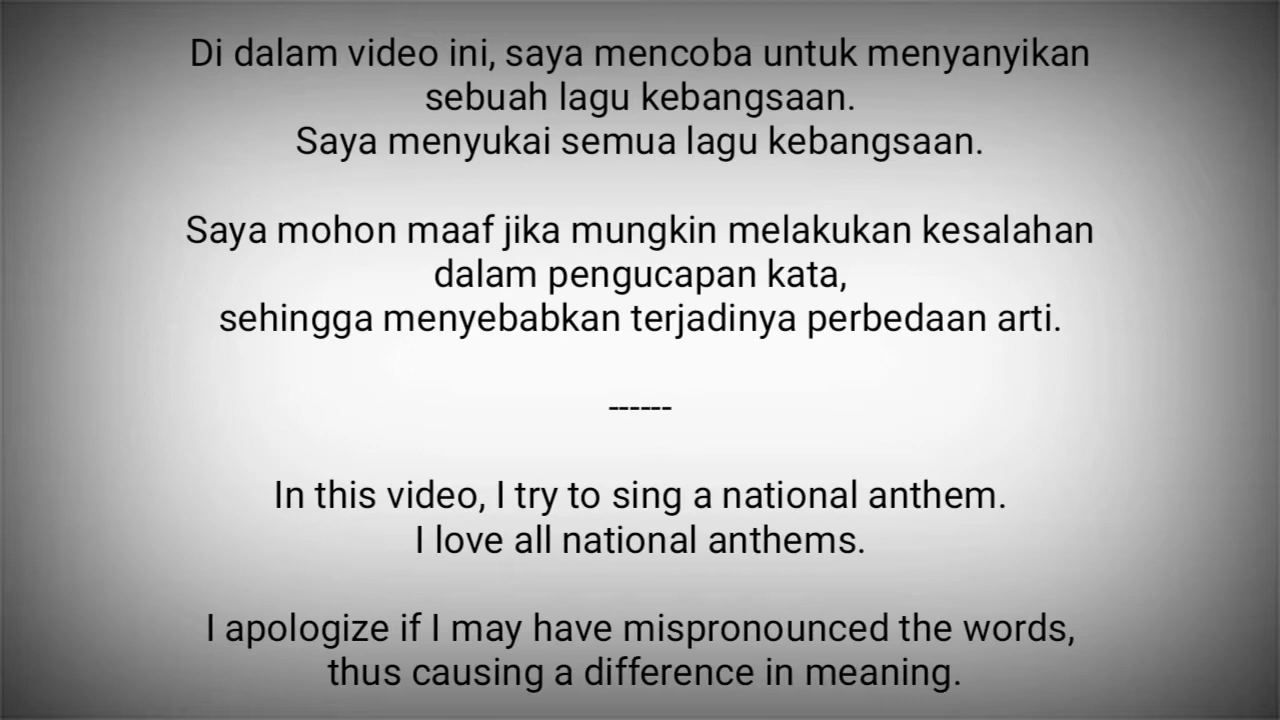 Di dalam video ini, saya mencoba untuk menyanyikan
sebuah lagu kebangsaan.
Saya menyukai semua lagu kebangsaan.
Saya mohon maaf jika mungkin melakukan kesalahan
dalam pengucapan kata,
sehingga menyebabkan terjadinya perbedaan arti.
------
In this video, I try to sing a national anthem.
I love all national anthems.
I apologize if I may have mispronounced the words,
thus causing a difference in meaning.